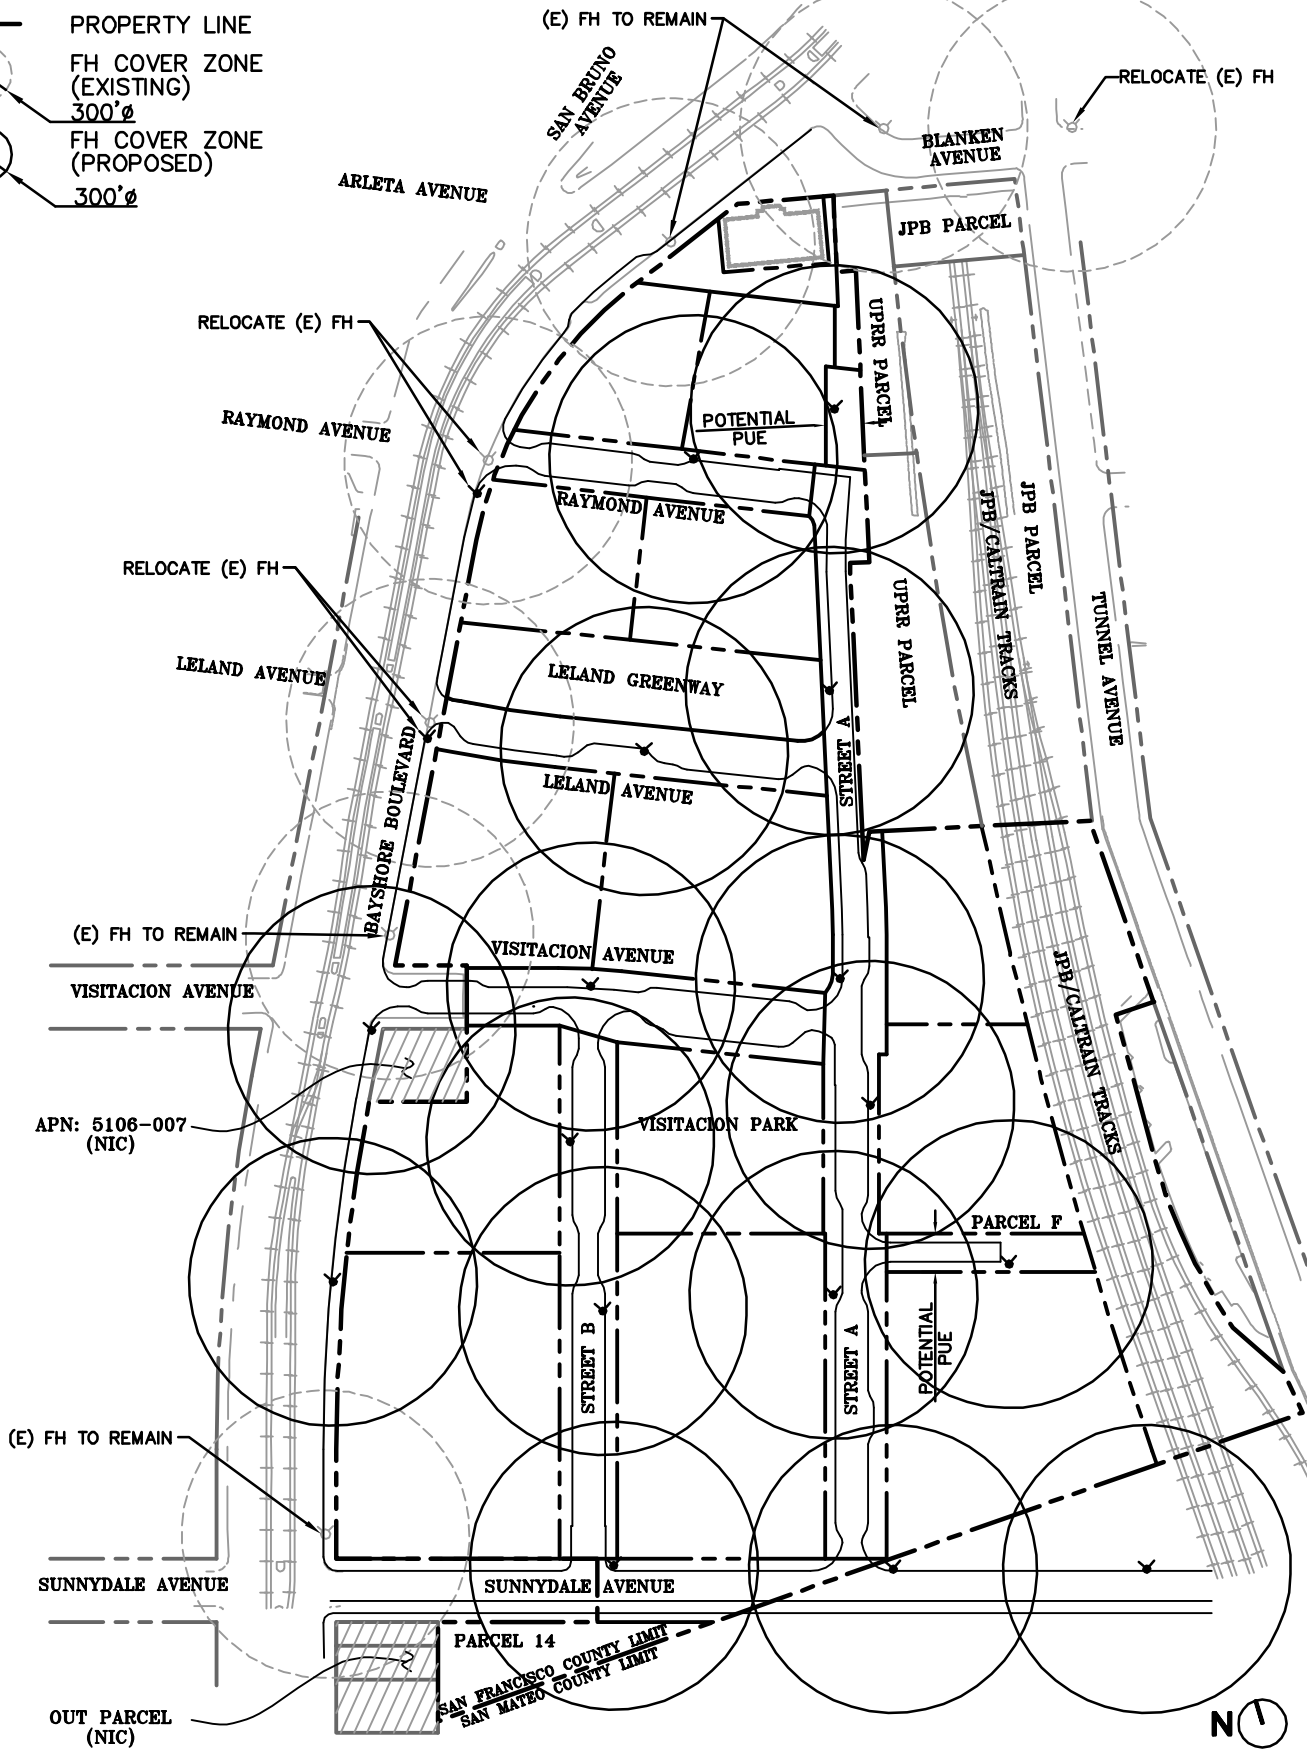 PROPERTY LINE
FH COVER ZONE
(EXISTING)
300'ø
FH COVER ZONE
(PROPOSED)
300'ø
(E) FH TO REMAIN
SAN BRUNO
AVENUE
RELOCATE (E) FH
BLANKEN
AVENUE
ARLETA AVENUE
JPB PARCEL
RELOCATE (E) FH
UPRR PARCEL
RAYMOND AVENUE
POTENTIAL
PUE
RAYMOND AVENUE
JPB/CALTRAIN TRACKS
JPB PARCEL
RELOCATE (E) FH
UPRR PARCEL
TUNNEL AVENUE
LELAND AVENUE
LELAND GREENWAY
STREET A
BAYSHORE BOULEVARD
LELAND AVENUE
(E) FH TO REMAIN
VISITACION AVENUE
VISITACION AVENUE
JPB/CALTRAIN TRACKS
APN: 5106-007
(NIC)
VISITACION PARK
PARCEL F
POTENTIAL
PUE
STREET B
STREET A
(E) FH TO REMAIN
SUNNYDALE AVENUE
SUNNYDALE AVENUE
PARCEL 14
SAN FRANCISCO COUNTY LIMIT
SAN MATEO COUNTY LIMIT
OUT PARCEL
(NIC)
N